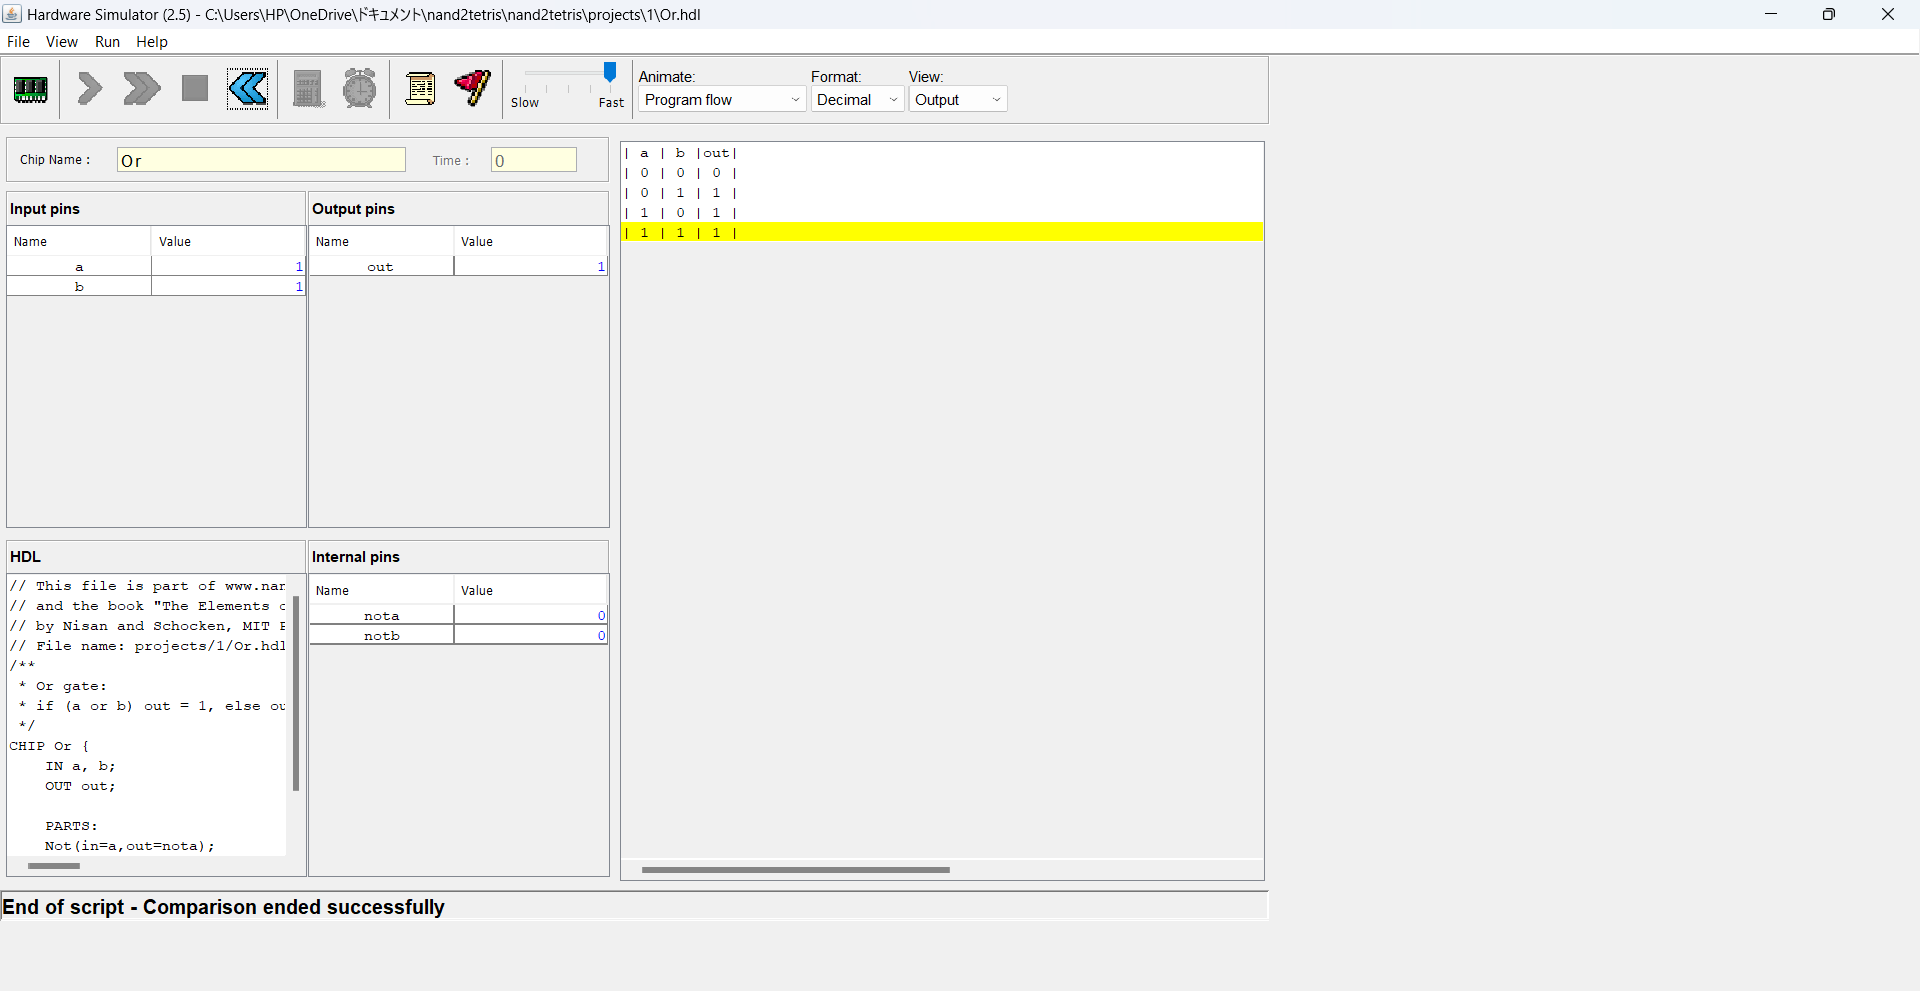 Hardware Simulator (2.5) - C:\Users\HP\OneDrive\ドキュメント\nand2tetris\nand2tetris\projects\1\Or.hdl
File View Run Help
Slow Fast
Animate: Format: View:
Program flow Decimal Output
Chip Name : Or Time : 0
Input pins
Name Value
a 1
b 1
Output pins
Name Value
out 1
| a | b |out|
| 0 | 0 | 0 |
| 0 | 1 | 1 |
| 1 | 0 | 1 |
| 1 | 1 | 1 |
HDL
// This file is part of www.nan
// and the book "The Elements o
// by Nisan and Schocken, MIT P
// File name: projects/1/Or.hdl
/**
* Or gate:
* if (a or b) out = 1, else ou
*/
CHIP Or {
IN a, b;
OUT out;
PARTS:
Not(in=a,out=nota);
Internal pins
Name Value
nota 0
notb 0
End of script - Comparison ended successfully